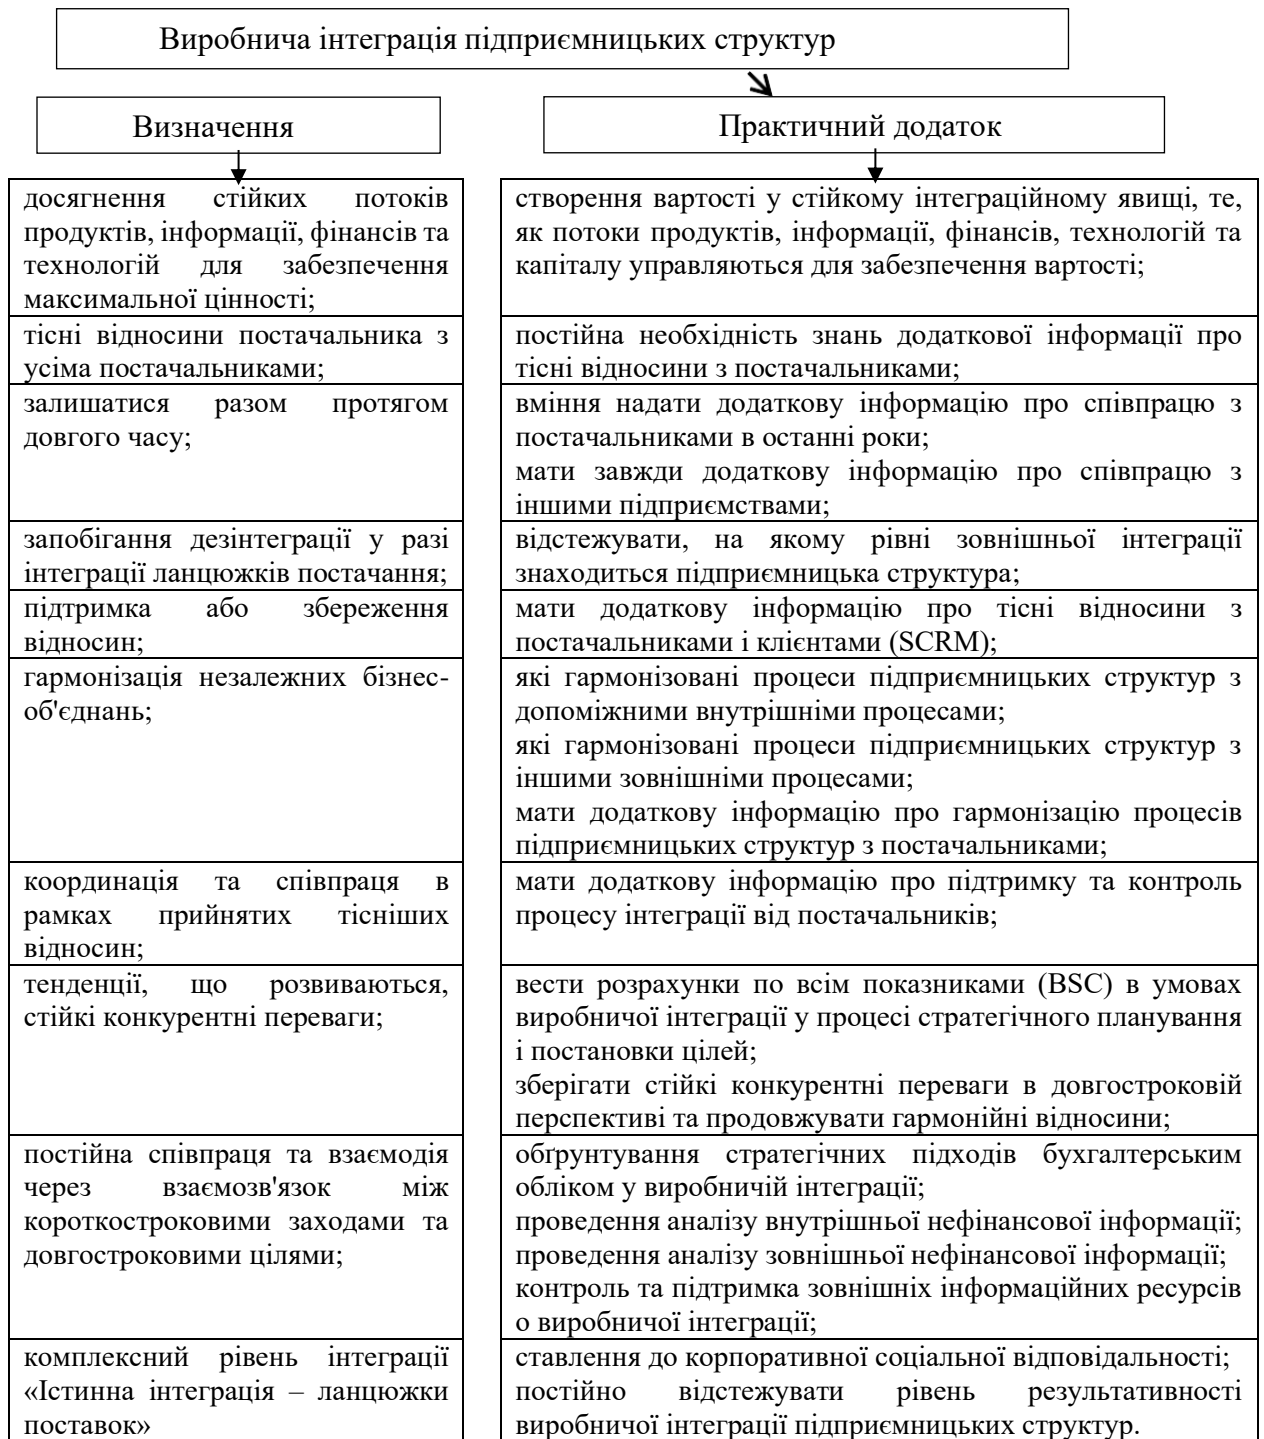 Виробнича інтеграція підприємницьких структур
Визначення
Практичний додаток
досягнення стійких потоків
продуктів, інформації, фінансів та
технологій для забезпечення
максимальної цінності;
створення вартості у стійкому інтеграційному явищі, те,
як потоки продуктів, інформації, фінансів, технологій та
капіталу управляються для забезпечення вартості;
тісні відносини постачальника з
усіма постачальниками;
постійна необхідність знань додаткової інформації про
тісні відносини з постачальниками;
залишатися разом протягом
довгого часу;
вміння надати додаткову інформацію про співпрацю з
постачальниками в останні роки;
мати завжди додаткову інформацію про співпрацю з
іншими підприємствами;
запобігання дезінтеграції у разі
інтеграції ланцюжків постачання;
відстежувати, на якому рівні зовнішньої інтеграції
знаходиться підприємницька структура;
підтримка або збереження
відносин;
мати додаткову інформацію про тісні відносини з
постачальниками і клієнтами (SCRM);
гармонізація незалежних бізнес-
об'єднань;
які гармонізовані процеси підприємницьких структур з
допоміжними внутрішніми процесами;
які гармонізовані процеси підприємницьких структур з
іншими зовнішніми процесами;
мати додаткову інформацію про гармонізацію процесів
підприємницьких структур з постачальниками;
координація та співпраця в
рамках прийнятих тісніших
відносин;
мати додаткову інформацію про підтримку та контроль
процесу інтеграції від постачальників;
тенденції, що розвиваються,
стійкі конкурентні переваги;
вести розрахунки по всім показниками (BSC) в умовах
виробничої інтеграції у процесі стратегічного планування
і постановки цілей;
зберігати стійкі конкурентні переваги в довгостроковій
перспективі та продовжувати гармонійні відносини;
постійна співпраця та взаємодія
через взаємозв'язок між
короткостроковими заходами та
довгостроковими цілями;
обґрунтування стратегічних підходів бухгалтерським
обліком у виробничій інтеграції;
проведення аналізу внутрішньої нефінансової інформації;
проведення аналізу зовнішньої нефінансової інформації;
контроль та підтримка зовнішніх інформаційних ресурсів
о виробничої інтеграції;
комплексний рівень інтеграції
«Істинна інтеграція – ланцюжки
поставок»
ставлення до корпоративної соціальної відповідальності;
постійно відстежувати рівень результативності
виробничої інтеграції підприємницьких структур.